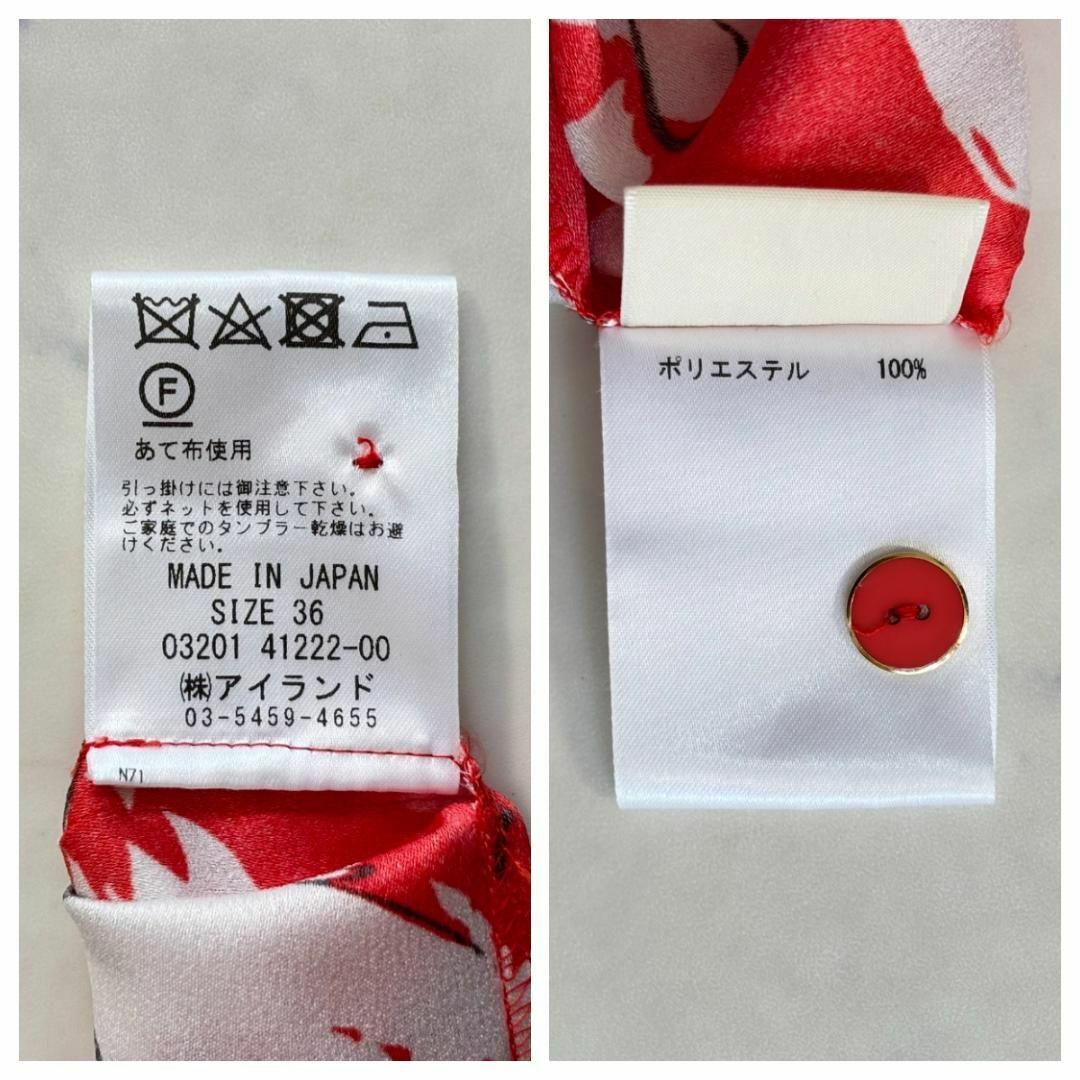 F
あて布使用
引っ掛けには御注意下さい。
必ずネットを使用して下さい。
ご家庭でのタンブラー乾燥はお避
けください。
MADE IN JAPAN
SIZE 36
03201 41222-00
㈱アイランド
03-5459-4655
N71
ポリエステル 100%